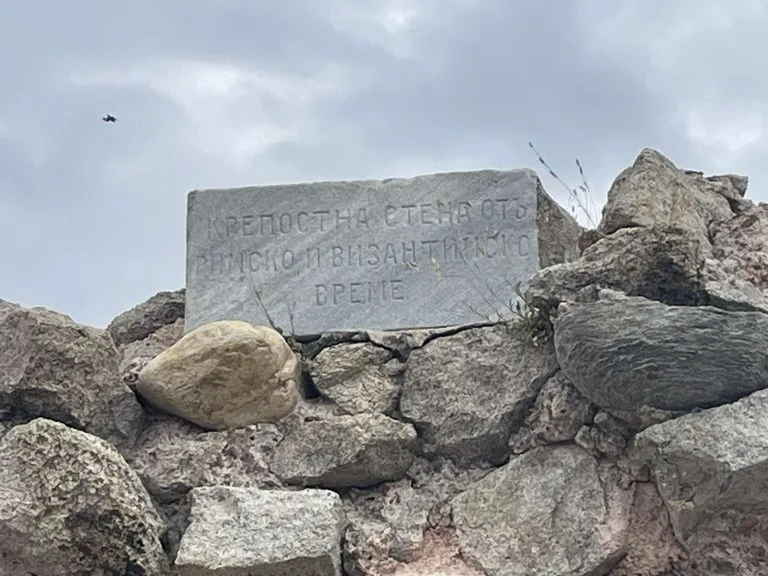 КРЕПОСТНА СТЕНА ОТЪ
РИМСКО И ВИЗАНТИЙСКО
ВРЕМЕ